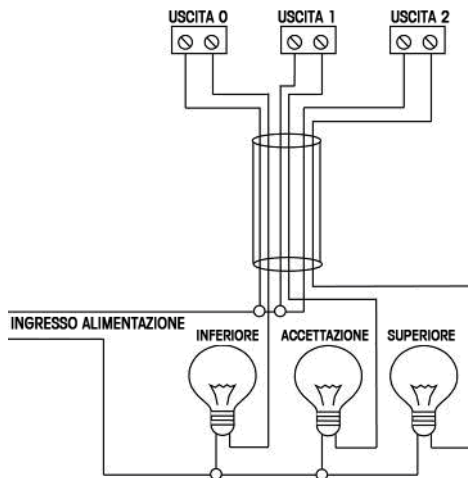 USCITA 0 USCITA 1 USCITA 2
INGRESSO ALIMENTAZIONE
INFERIORE ACCETTAZIONE SUPERIORE